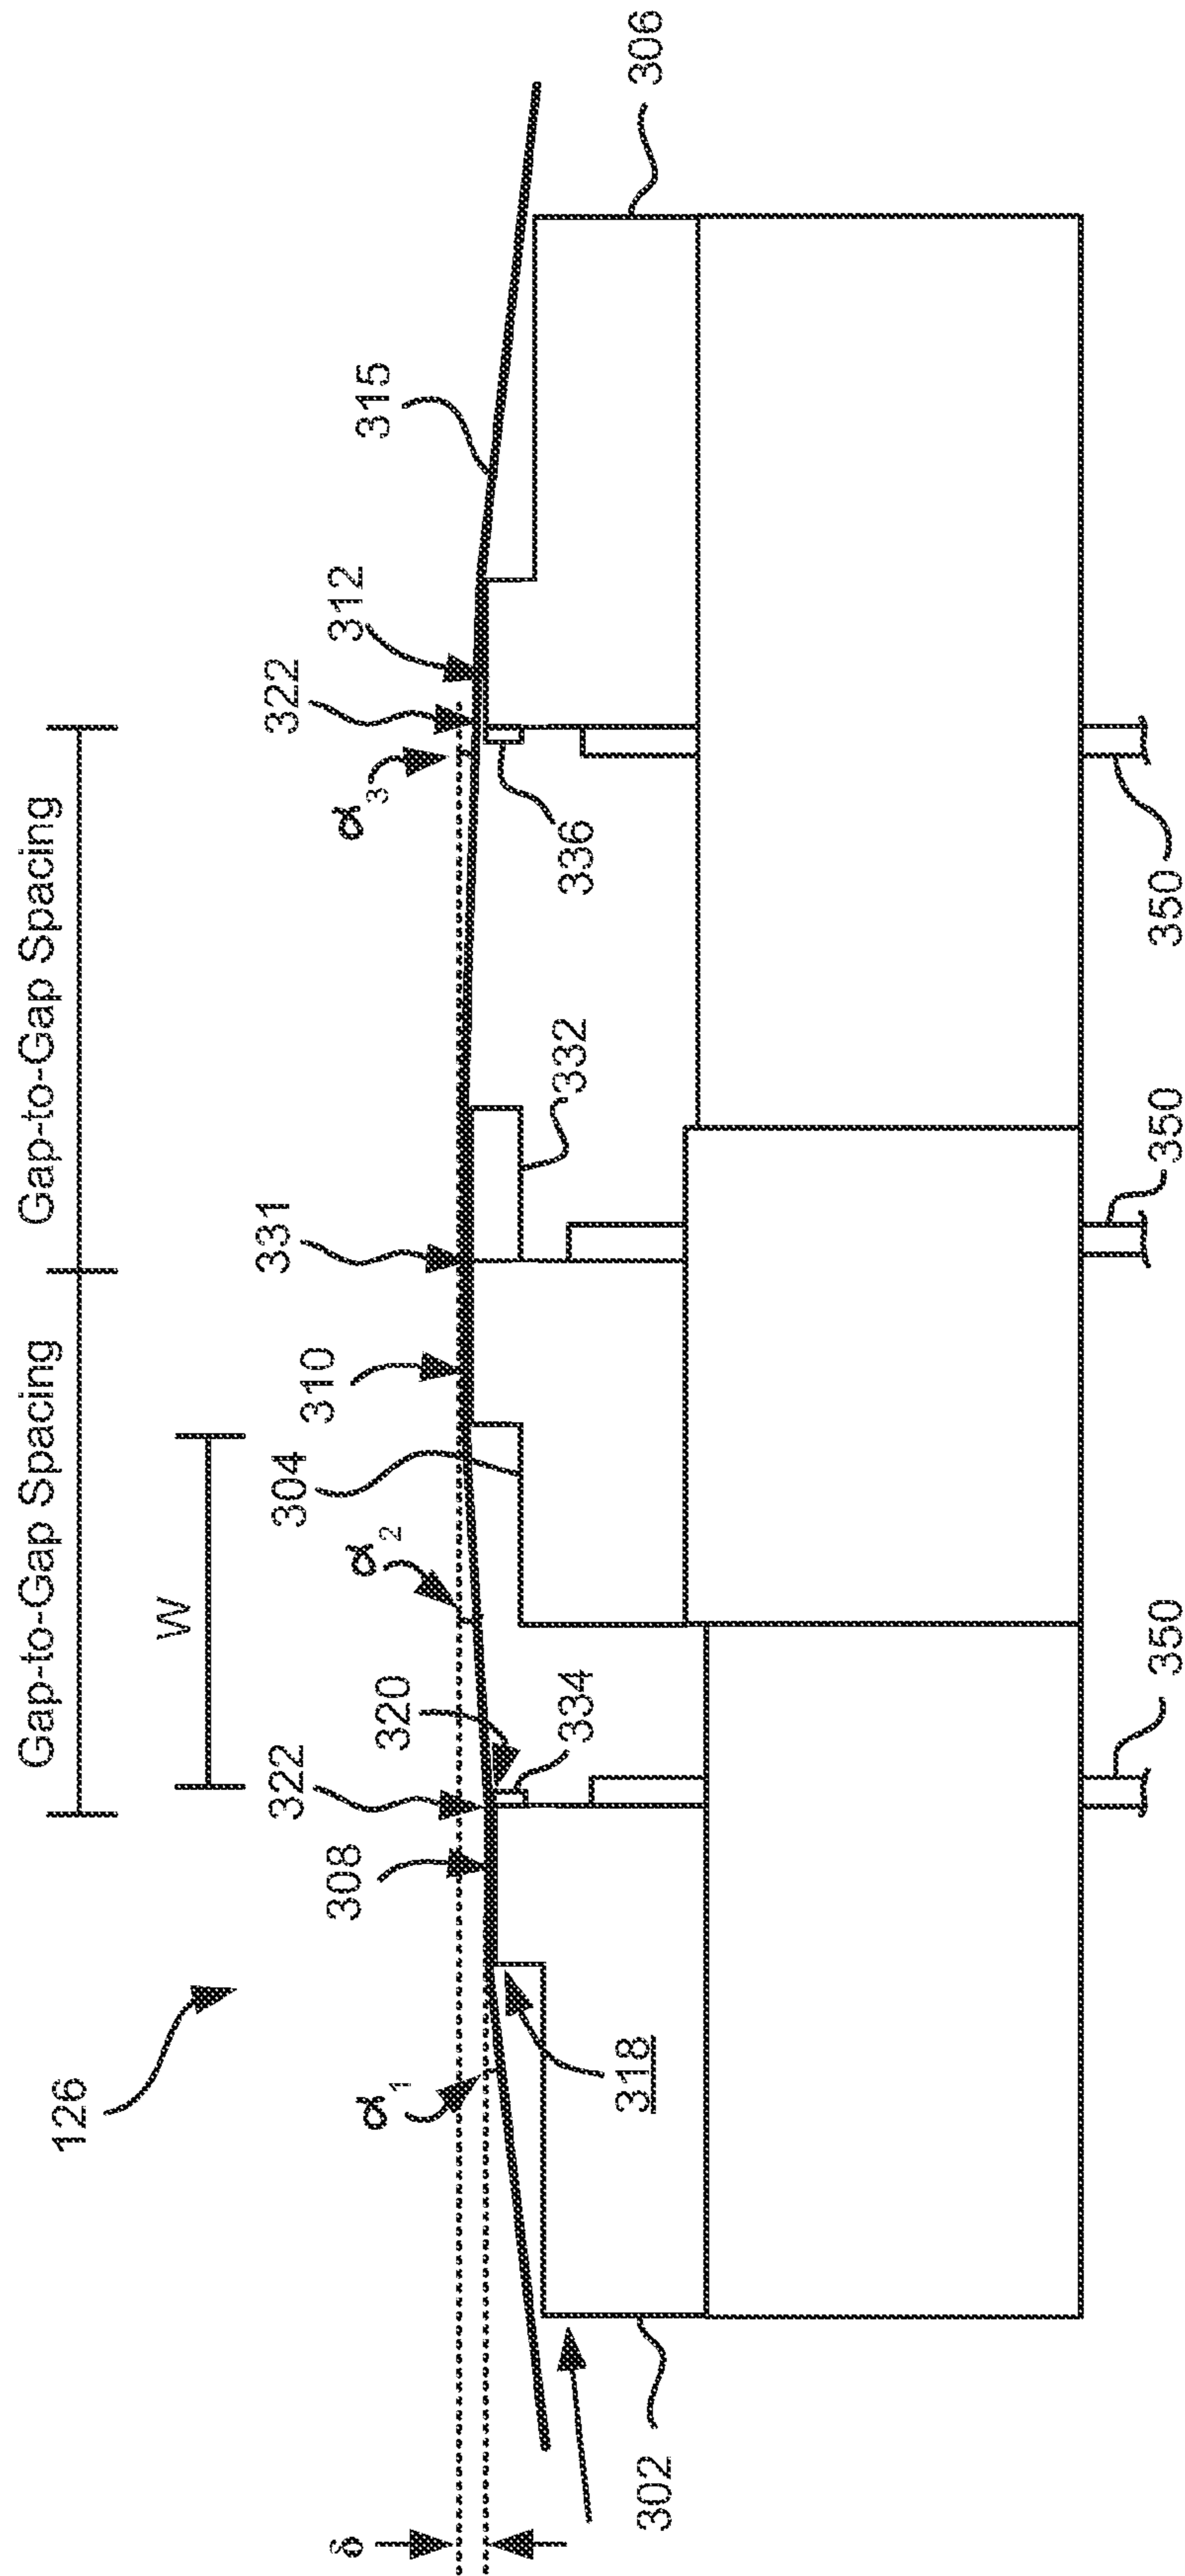 Gap-to-Gap Spacing
Gap-to-Gap Spacing
W
126
δ
α1
308
322
320
334
α2
304
310
331
332
α3
322
312
336
315
306
318
302
350
350
350